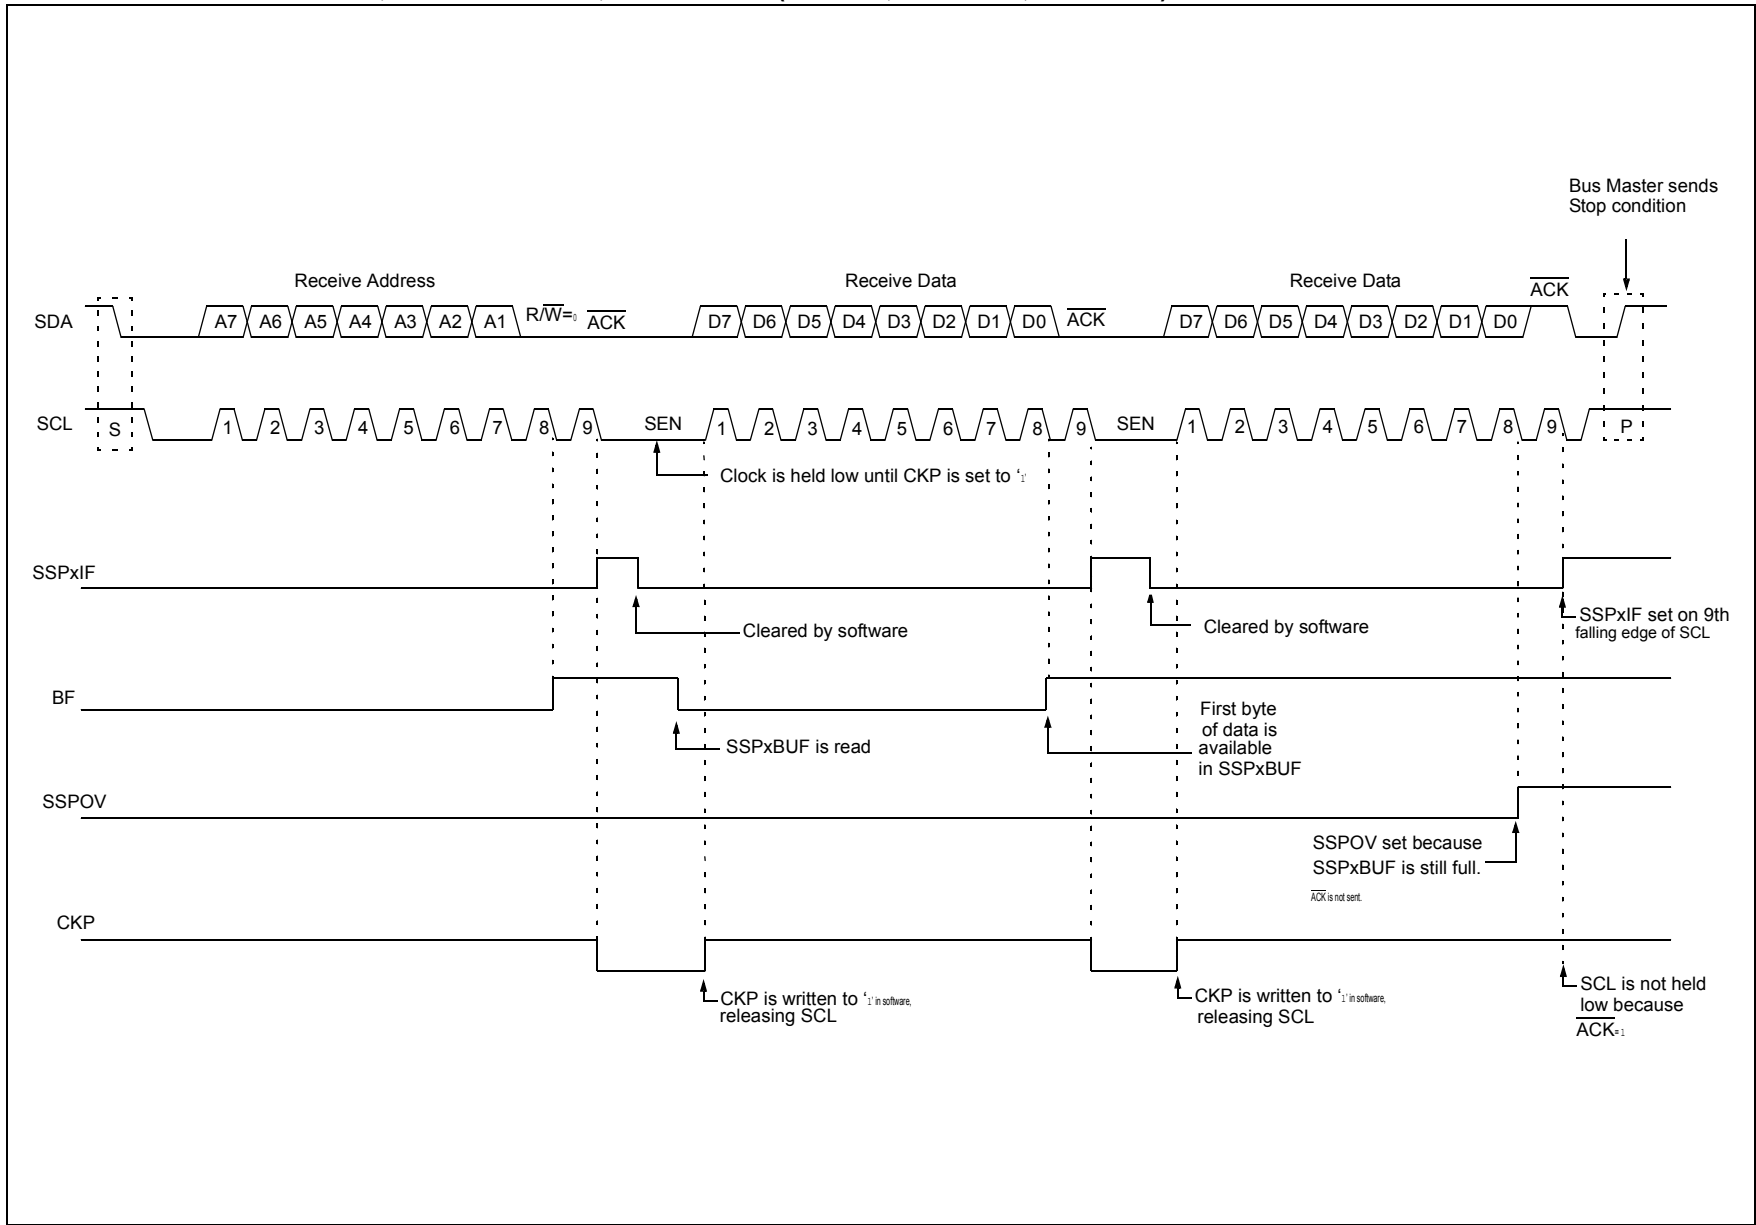 Bus Master sends
Stop condition
Receive Address
Receive Data
Receive Data
ACK
SDA
A7 A6 A5 A4 A3 A2 A1 R/W=0 ACK D7 D6 D5 D4 D3 D2 D1 D0 ACK D7 D6 D5 D4 D3 D2 D1 D0
SCL
S 1 2 3 4 5 6 7 8 9 SEN 1 2 3 4 5 6 7 8 9 SEN 1 2 3 4 5 6 7 8 9 P
Clock is held low until CKP is set to ‘1’
SSPxIF
Cleared by software
Cleared by software
SSPxIF set on 9th
falling edge of SCL
BF
SSPxBUF is read
First byte
of data is
available
in SSPxBUF
SSPOV
SSPOV set because
SSPxBUF is still full.
ACK is not sent.
CKP
CKP is written to ‘1’ in software,
releasing SCL
CKP is written to ‘1’ in software,
releasing SCL
SCL is not held
low because
ACK=1